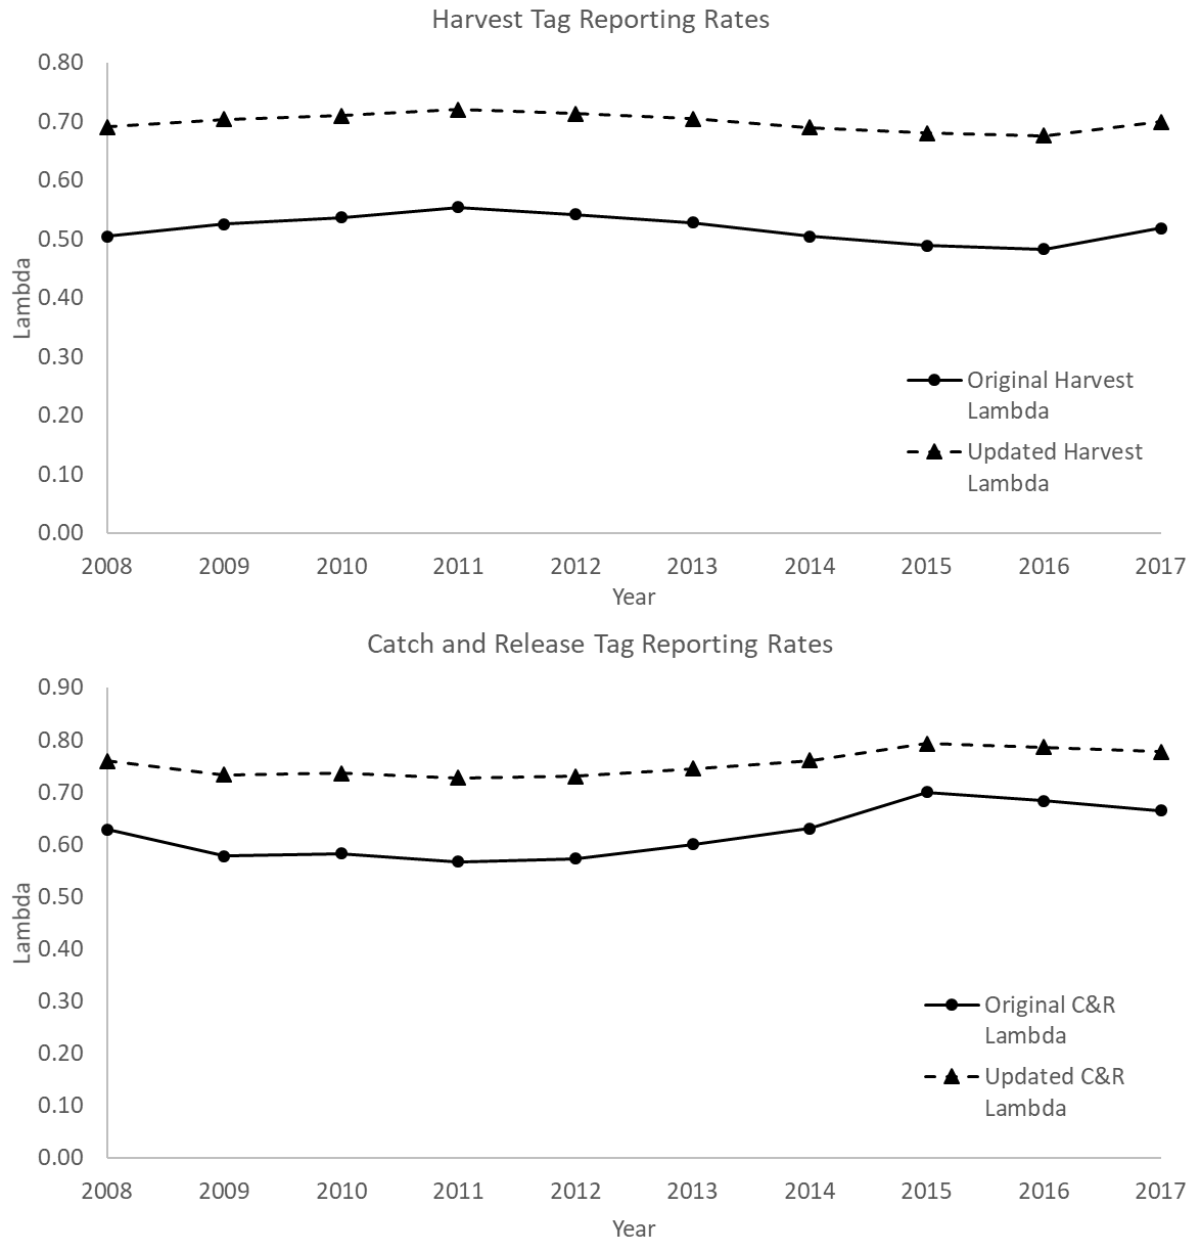 Harvest Tag Reporting Rates
0.80
0.70
0.60
0.50
0.40
0.30
0.20
0.10
0.00
Lambda
Original Harvest
Lambda
Updated Harvest
Lambda
2008 2009 2010 2011 2012 2013 2014 2015 2016 2017
Year
Catch and Release Tag Reporting Rates
0.90
0.80
0.70
0.60
0.50
0.40
0.30
0.20
0.10
0.00
Lambda
Original C&R
Lambda
Updated C&R
Lambda
2008 2009 2010 2011 2012 2013 2014 2015 2016 2017
Year